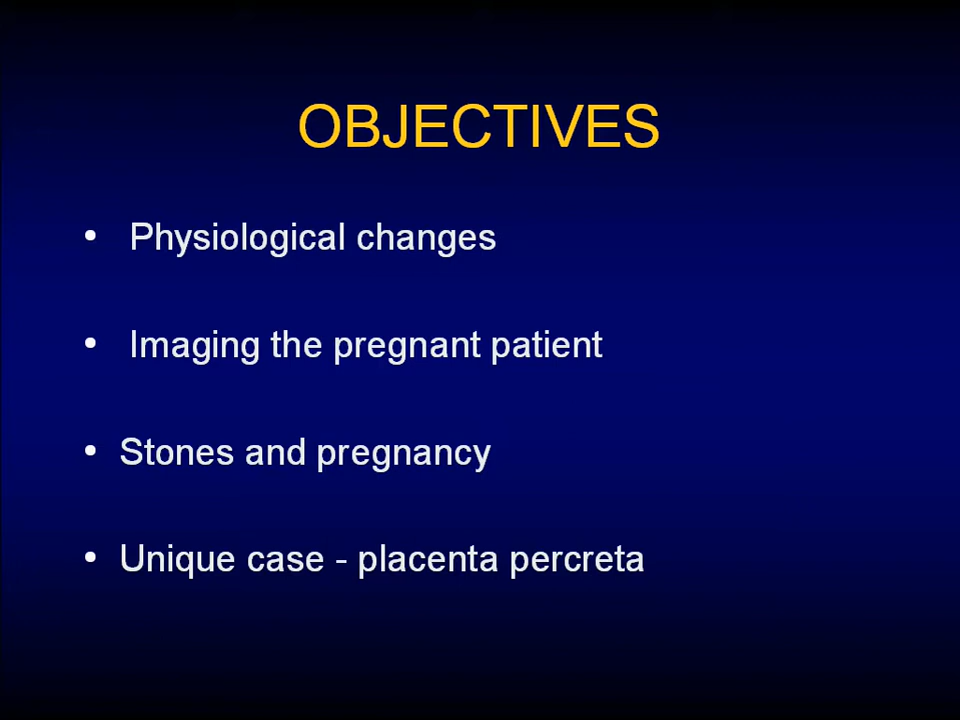 OBJECTIVES
• Physiological changes
• Imaging the pregnant patient
• Stones and pregnancy
• Unique case - placenta percreta